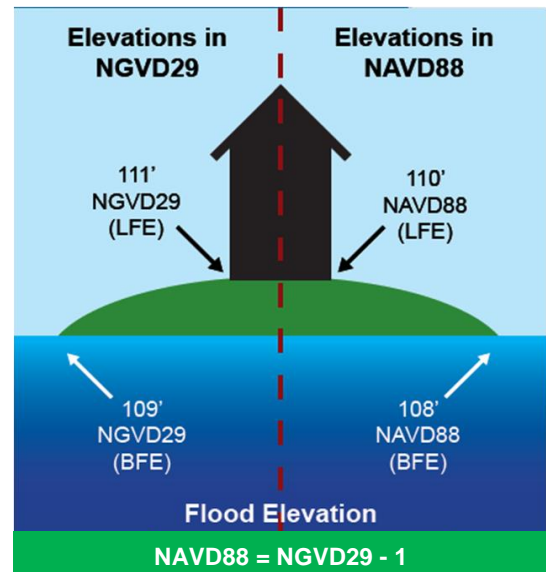 Elevations in
NGVD29
Elevations in
NAVD88
111'
NGVD29
(LFE)
110'
NAVD88
(LFE)
109'
NGVD29
(BFE)
108'
NAVD88
(BFE)
Flood Elevation
NAVD88 = NGVD29 - 1